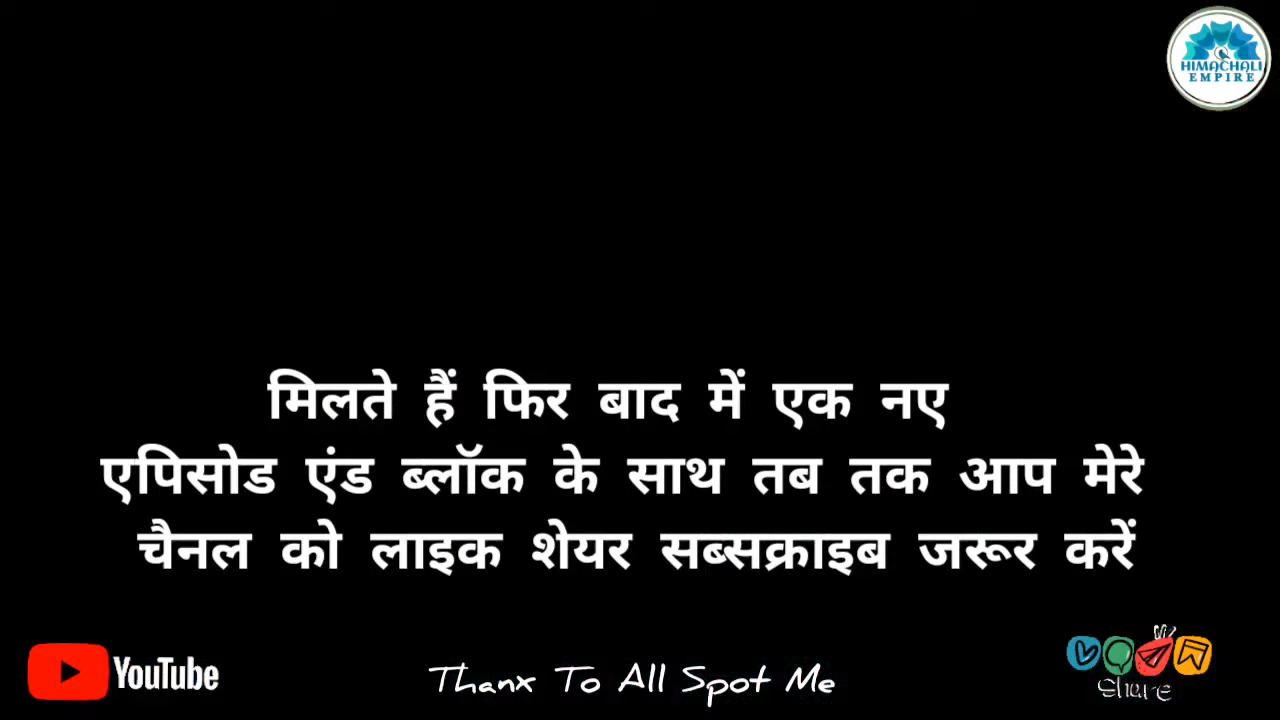 HIMACHALI
EMPIRE
मिलते हैं फिर बाद में एक नए
एपिसोड एंड ब्लॉक के साथ तब तक आप मेरे
चैनल को लाइक शेयर सब्सक्राइब जरूर करें
YouTube
Thanx To All Spot Me
Share